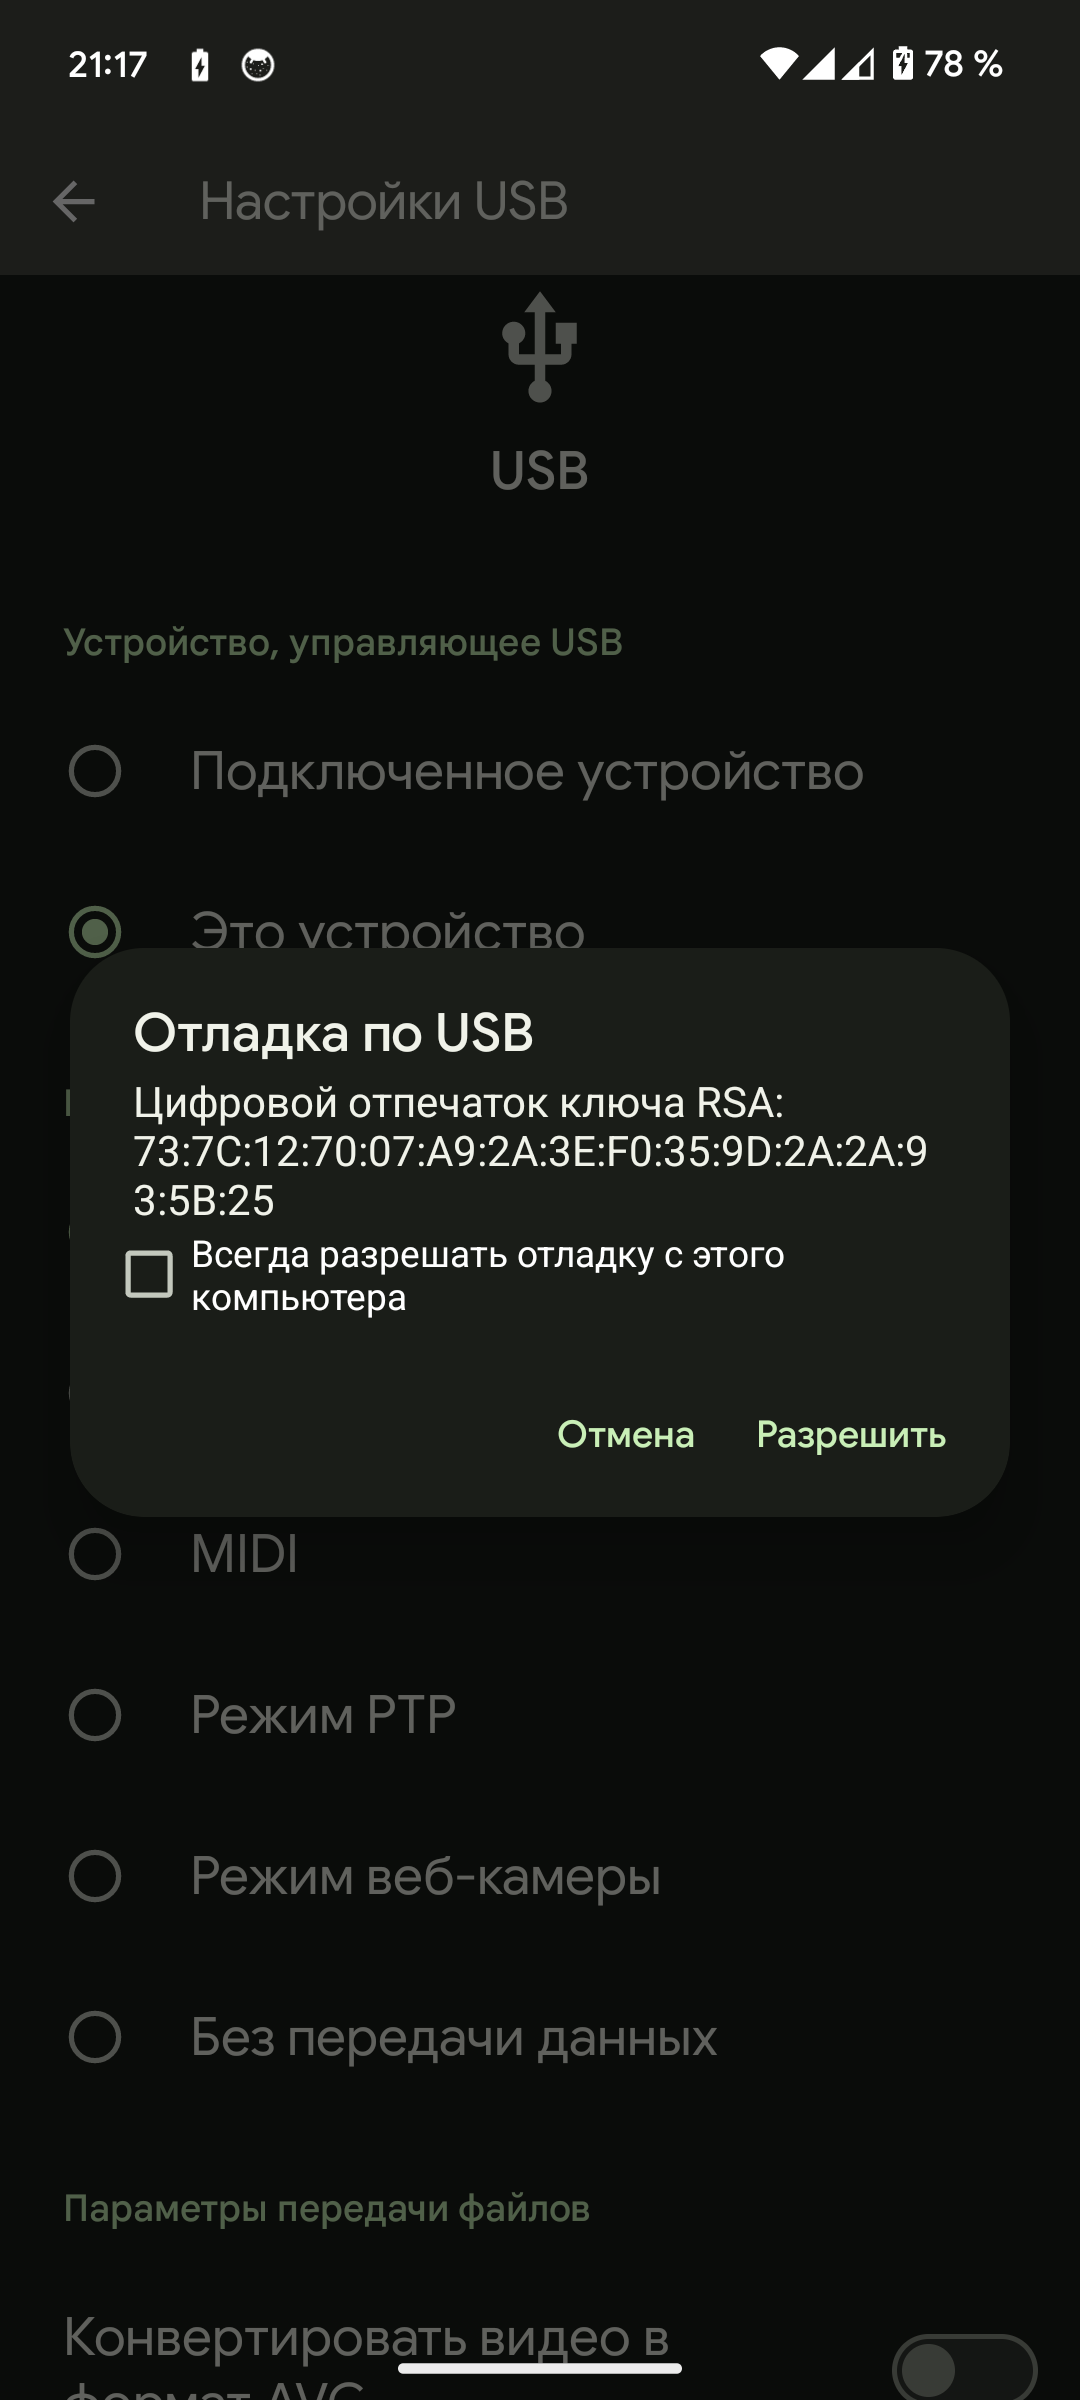 21:17
78 %
Настройки USB
USB
Устройство, управляющее USB
Подключенное устройство
Это устройство
Отладка по USB
Цифровой отпечаток ключа RSA:
73:7C:12:70:07:A9:2A:3E:F0:35:9D:2A:2A:9
3:5B:25
Всегда разрешать отладку с этого
компьютера
Отмена
Разрешить
MIDI
Режим PTP
Режим веб-камеры
Без передачи данных
Параметры передачи файлов
Конвертировать видео в
формат AVC